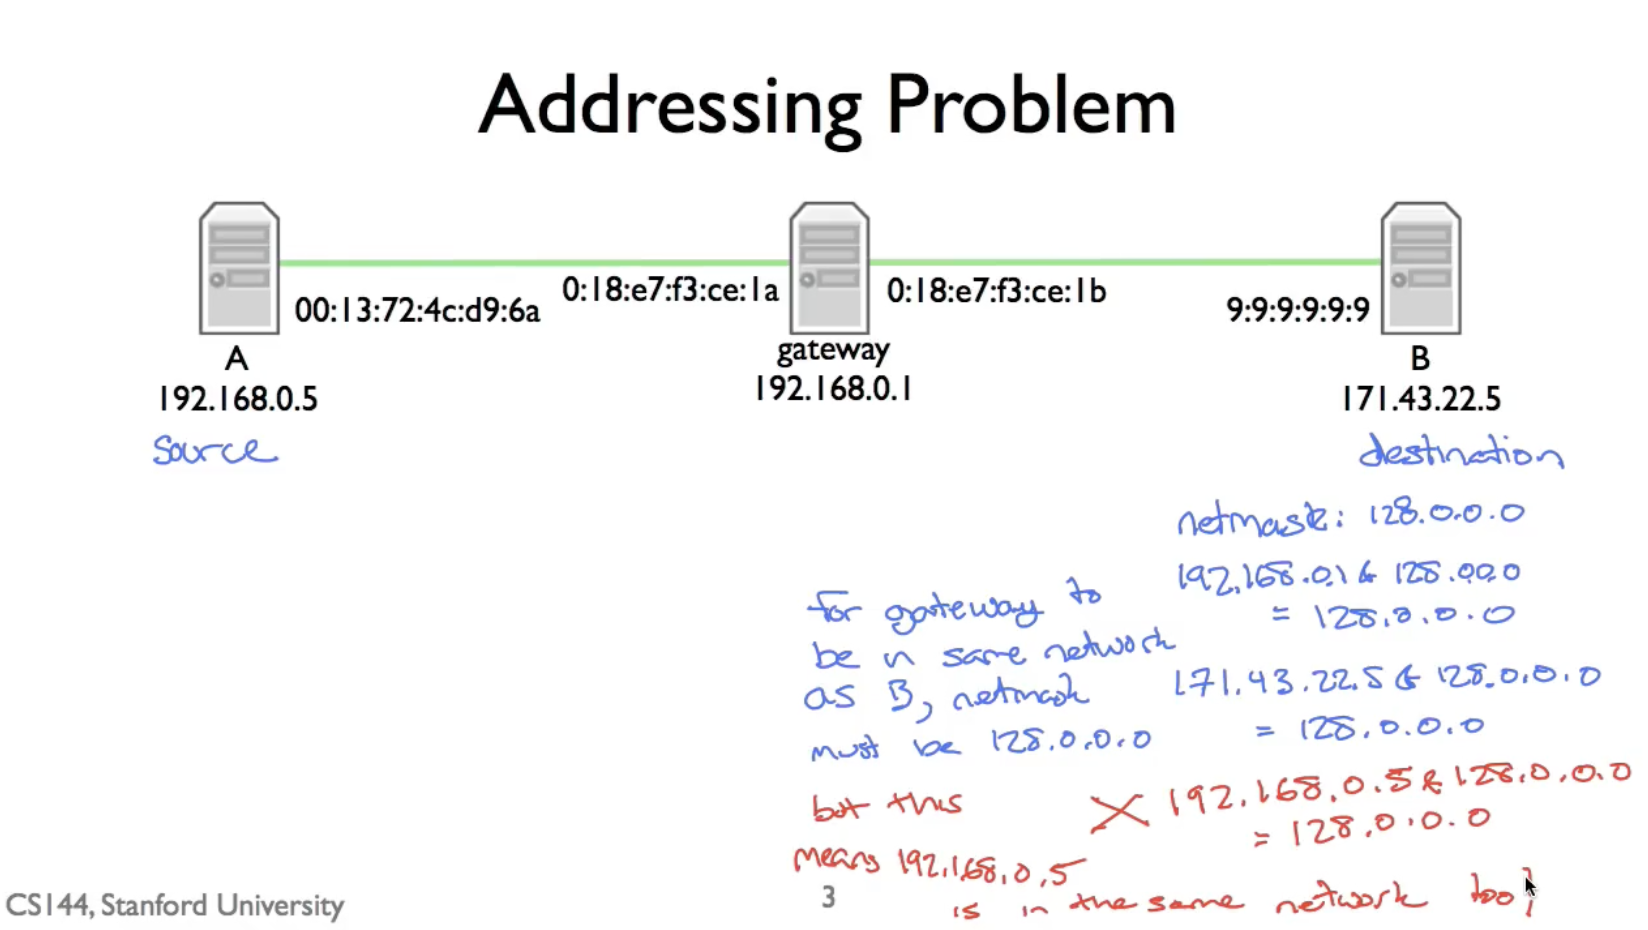 Addressing Problem
00:13:72:4c:d9:6a
0:18:e7:f3:ce:1a
0:18:e7:f3:ce:1b
9:9:9:9:9:9
A
192.168.0.5
source
gateway
192.168.0.1
B
171.43.22.5
destination
netmask: 128.0.0.0
192.168.0.1 & 128.0.0.0
= 128.0.0.0
171.43.22.5 & 128.0.0.0
= 128.0.0.0
for gateway to
be in same network
as B, netmask
must be 128.0.0.0
but this
means 192.168.0.5
is in the same network too!
X 192.168.0.5 & 128.0.0.0
= 128.0.0.0
CS144, Stanford University
3